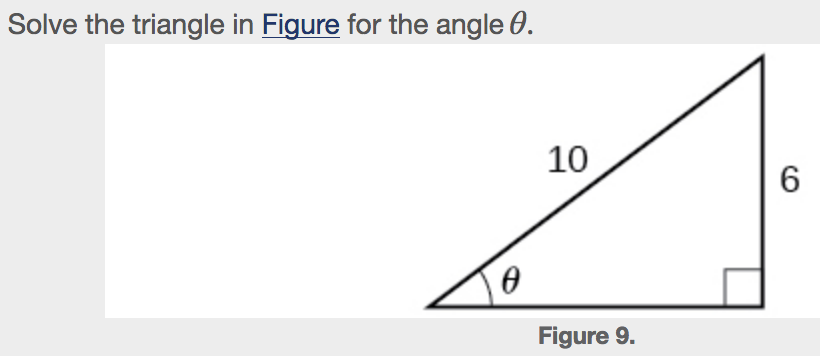 Solve the triangle in Figure for the angle θ.
10
6
θ
Figure 9.